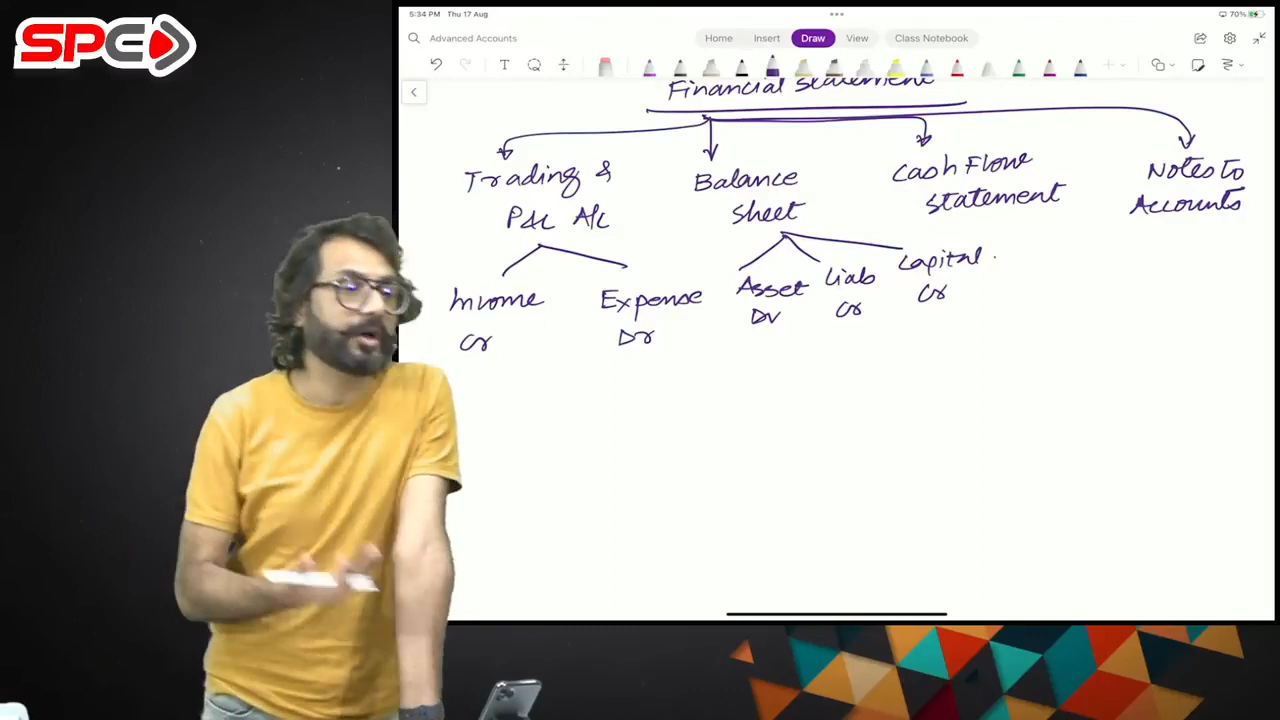 SPE
5:34 PM Thu 17 Aug
70%
Advanced Accounts
Home Insert Draw View Class Notebook
Financial statement
Trading &
P&L A/c
Balance
Sheet
Cash Flow
Statement
Notes to
Accounts
Income
Cr
Expense
Dr
Asset
Dr
Liab
Cr
Capital
Cr